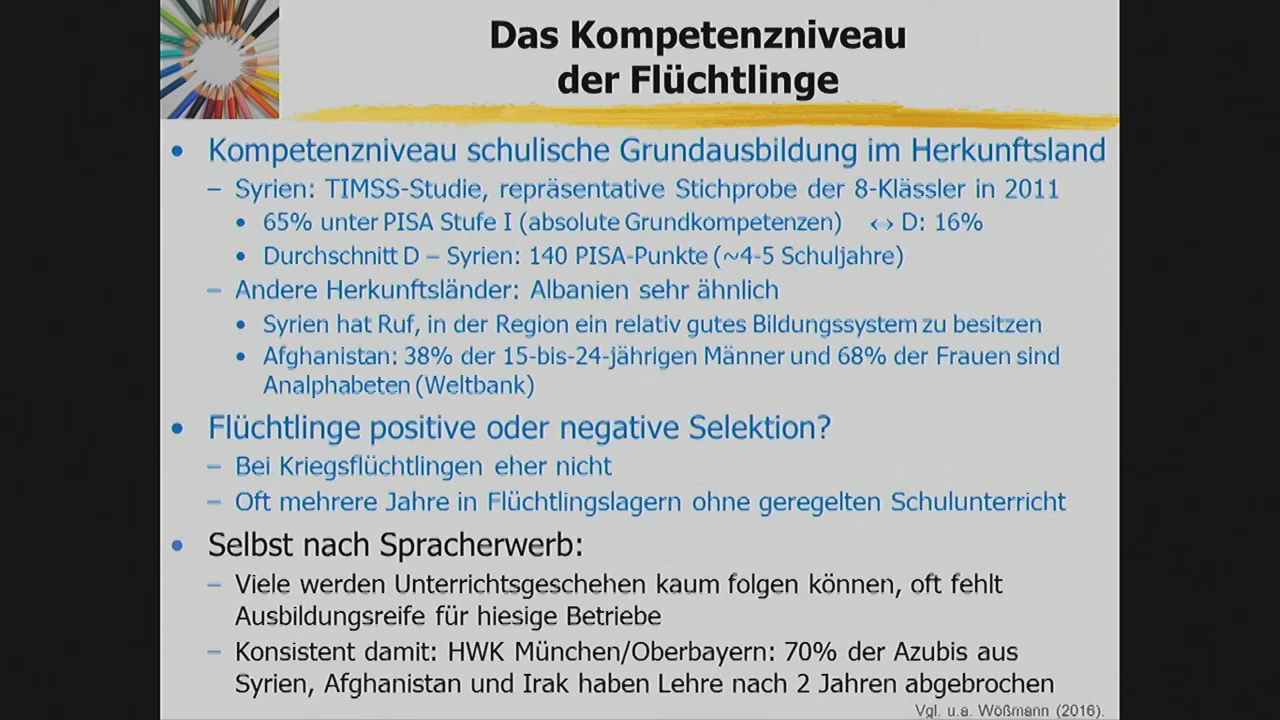 Das Kompetenzniveau
der Flüchtlinge
• Kompetenzniveau schulische Grundausbildung im Herkunftsland
– Syrien: TIMSS-Studie, repräsentative Stichprobe der 8-Klässler in 2011
• 65% unter PISA Stufe I (absolute Grundkompetenzen) ↔ D: 16%
• Durchschnitt D – Syrien: 140 PISA-Punkte (~4-5 Schuljahre)
– Andere Herkunftsländer: Albanien sehr ähnlich
• Syrien hat Ruf, in der Region ein relativ gutes Bildungssystem zu besitzen
• Afghanistan: 38% der 15-bis-24-jährigen Männer und 68% der Frauen sind
Analphabeten (Weltbank)
• Flüchtlinge positive oder negative Selektion?
– Bei Kriegsflüchtlingen eher nicht
– Oft mehrere Jahre in Flüchtlingslagern ohne geregelten Schulunterricht
• Selbst nach Spracherwerb:
– Viele werden Unterrichtsgeschehen kaum folgen können, oft fehlt
Ausbildungsreife für hiesige Betriebe
– Konsistent damit: HWK München/Oberbayern: 70% der Azubis aus
Syrien, Afghanistan und Irak haben Lehre nach 2 Jahren abgebrochen
Vgl. u.a. Wößmann (2016).